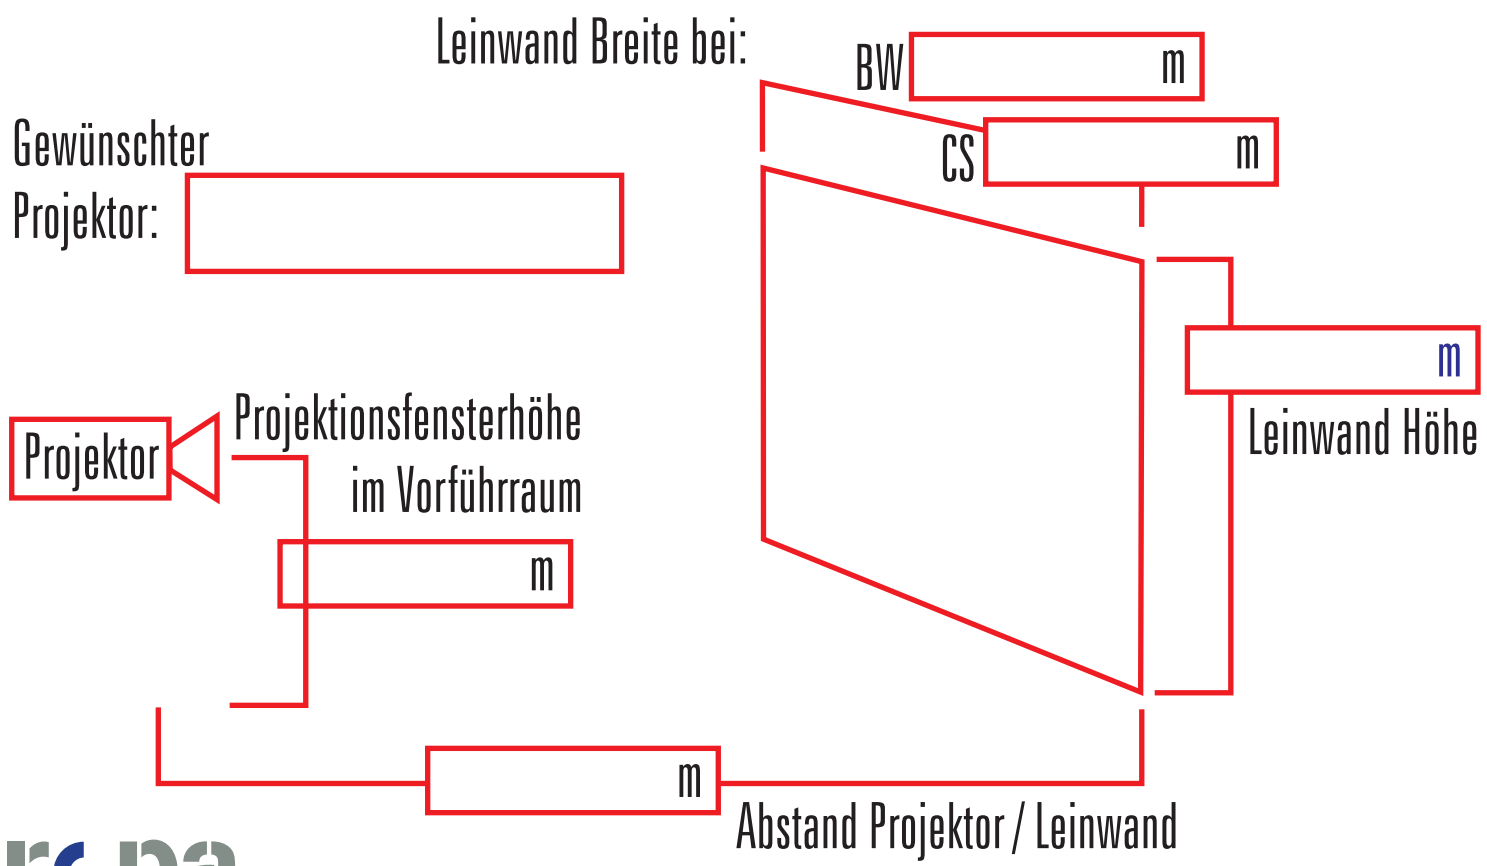 Leinwand Breite bei:
BW m
CS m
Gewünschter
Projektor:
m
Leinwand Höhe
Projektor
Projektionsfensterhöhe
im Vorführraum
m
m
Abstand Projektor / Leinwand